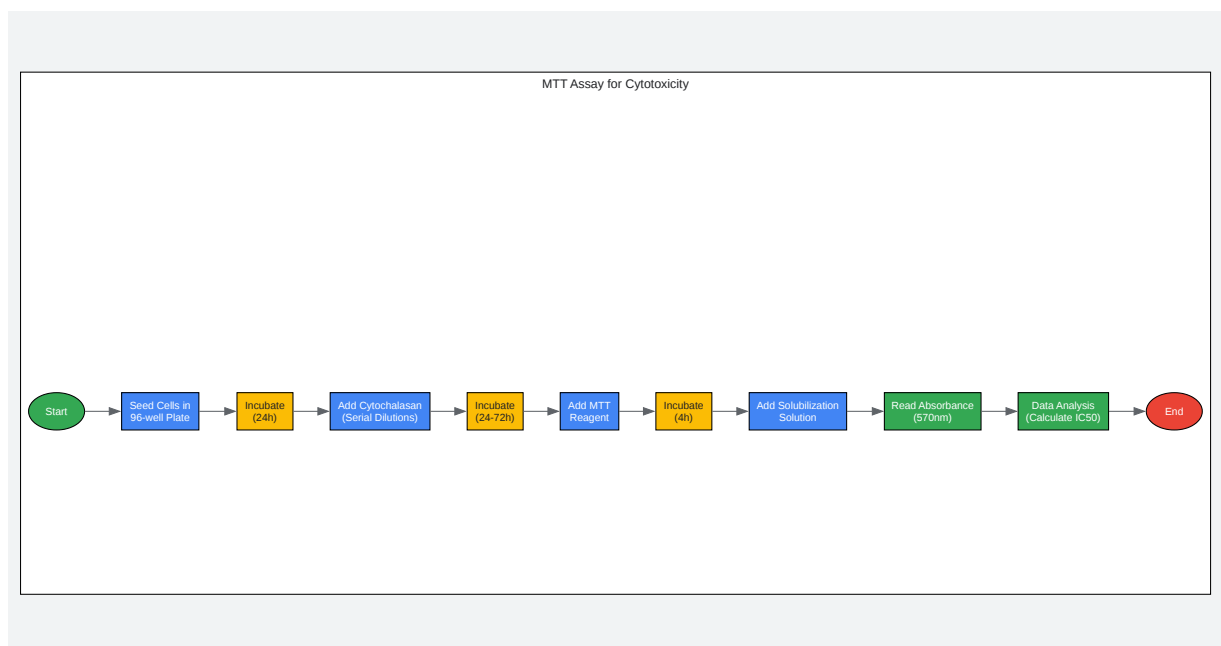 MTT Assay for Cytotoxicity
Start
Seed Cells in
96-well Plate
Incubate
(24h)
Add Cytochalasan
(Serial Dilutions)
Incubate
(24-72h)
Add MTT
Reagent
Incubate
(4h)
Add Solubilization
Solution
Read Absorbance
(570nm)
Data Analysis
(Calculate IC50)
End